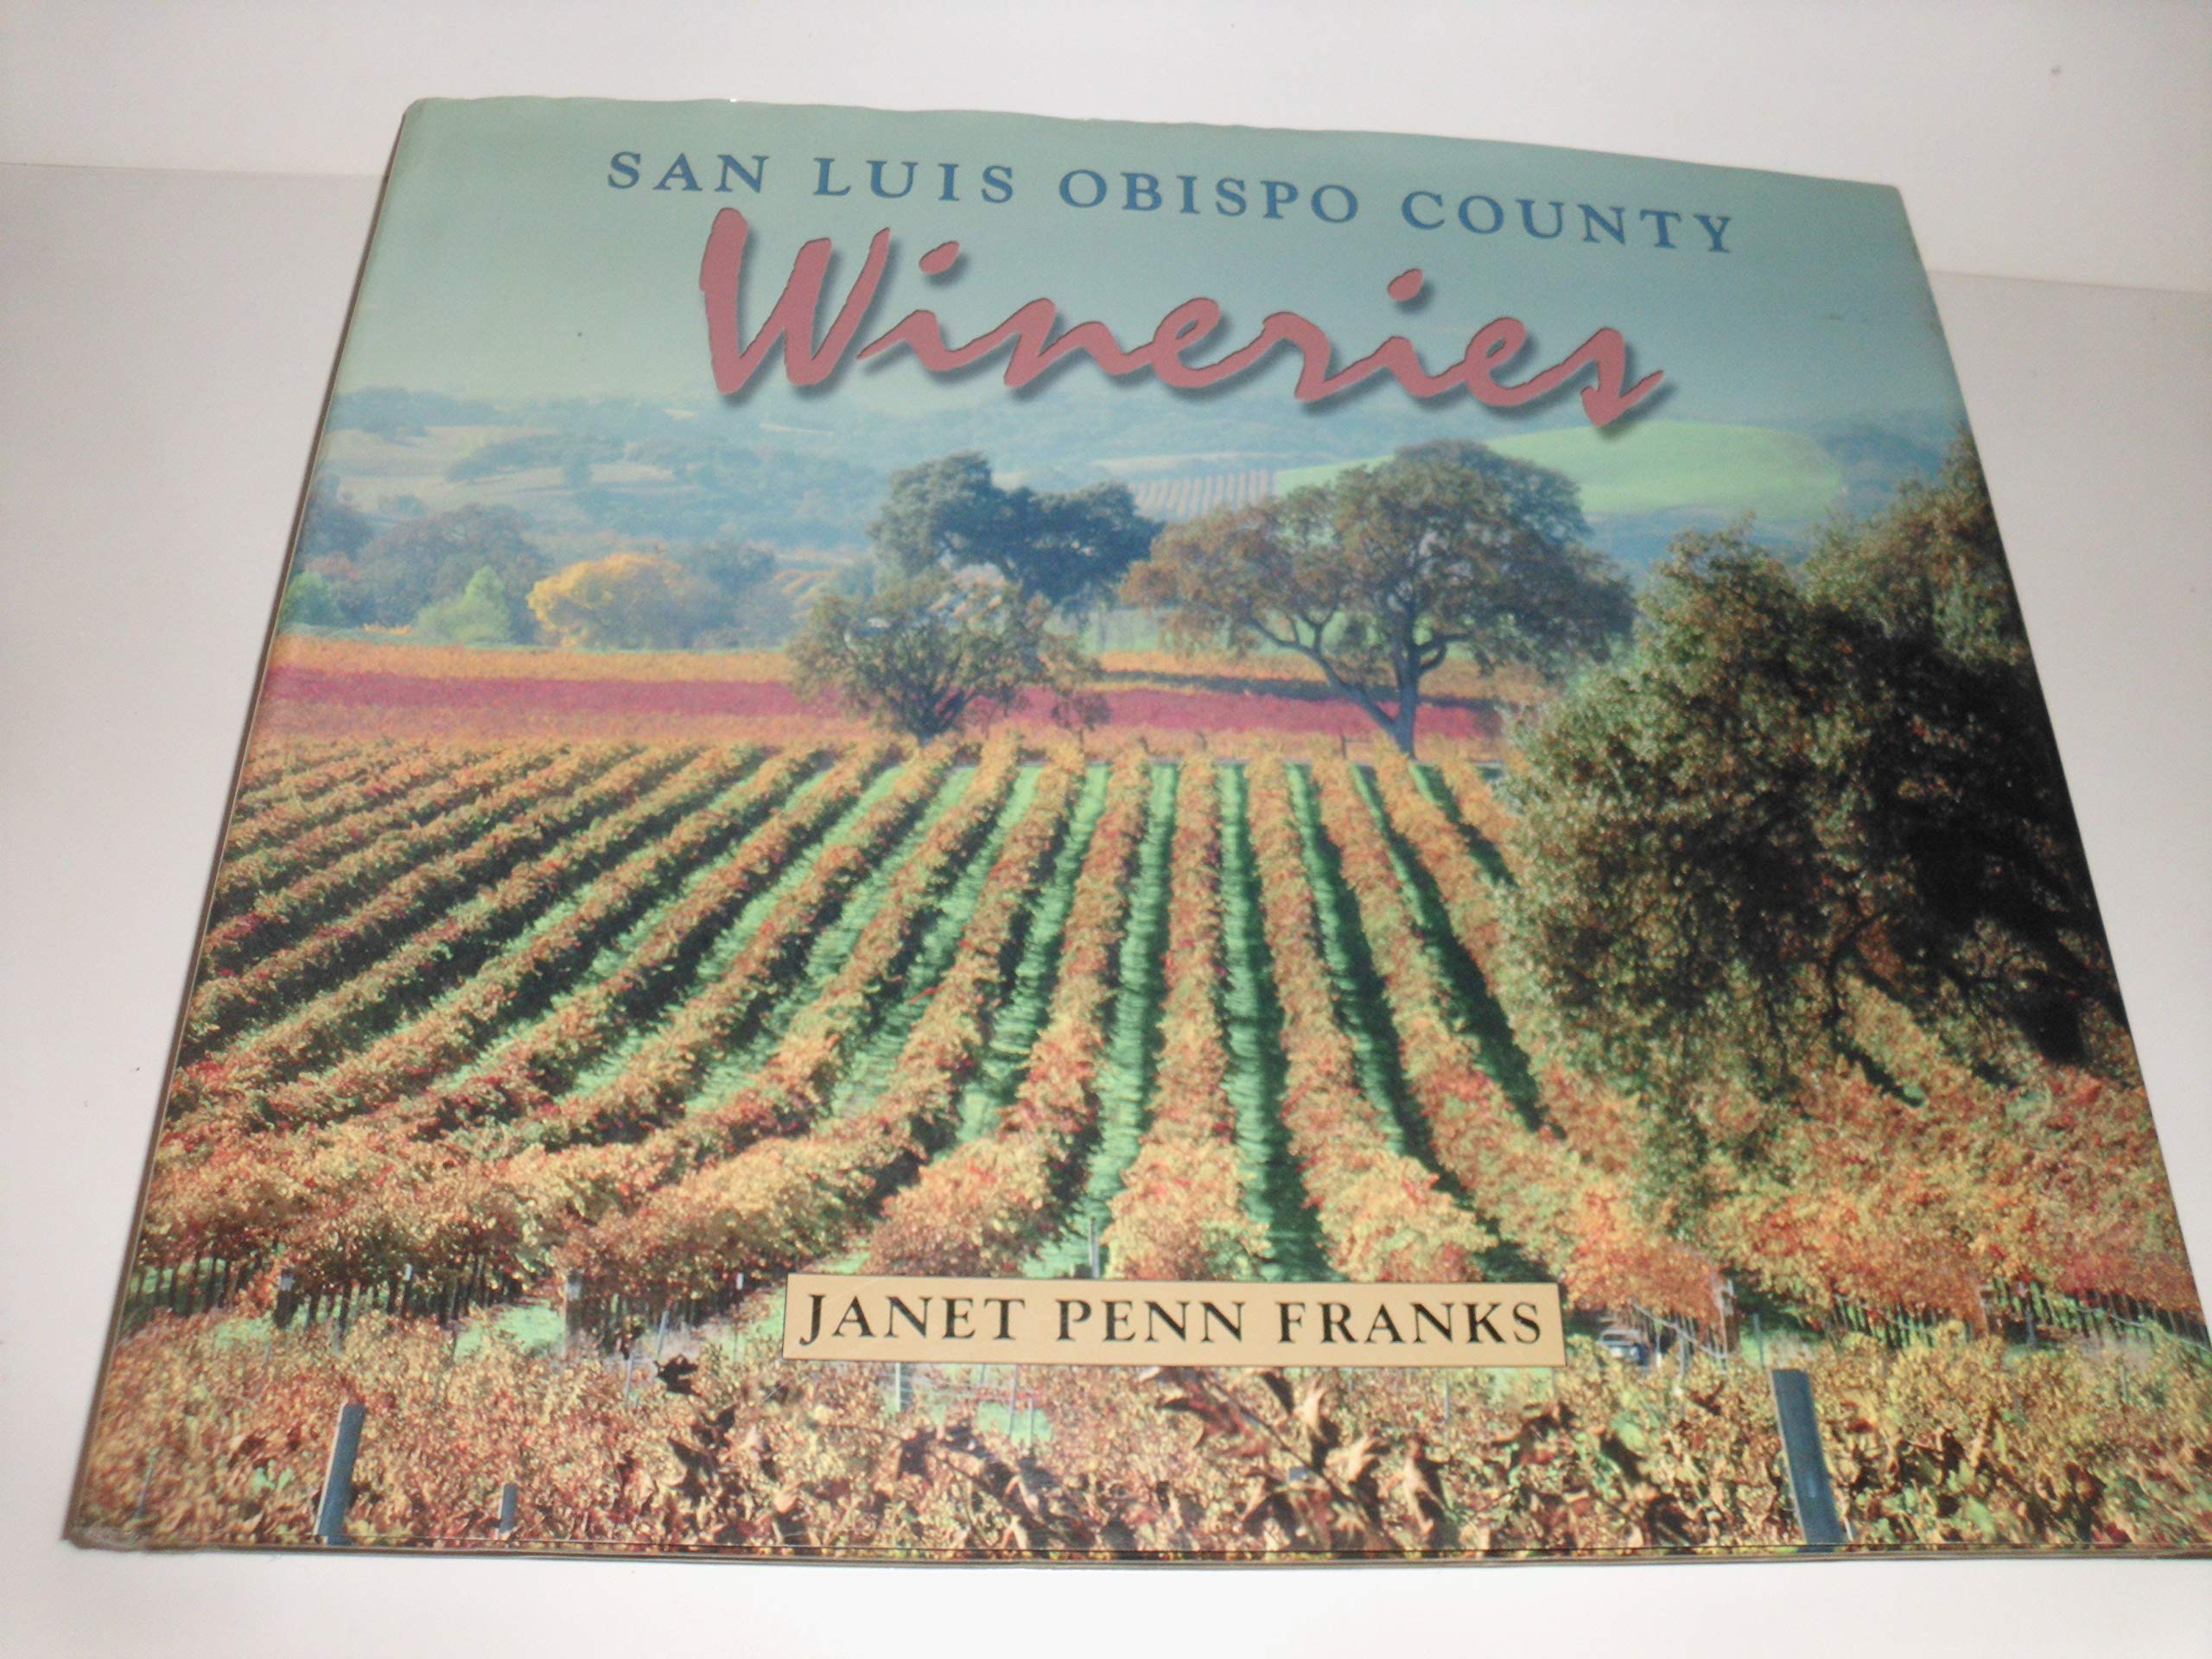 SAN LUIS OBISPO COUNTY
Wineries
JANET PENN FRANKS